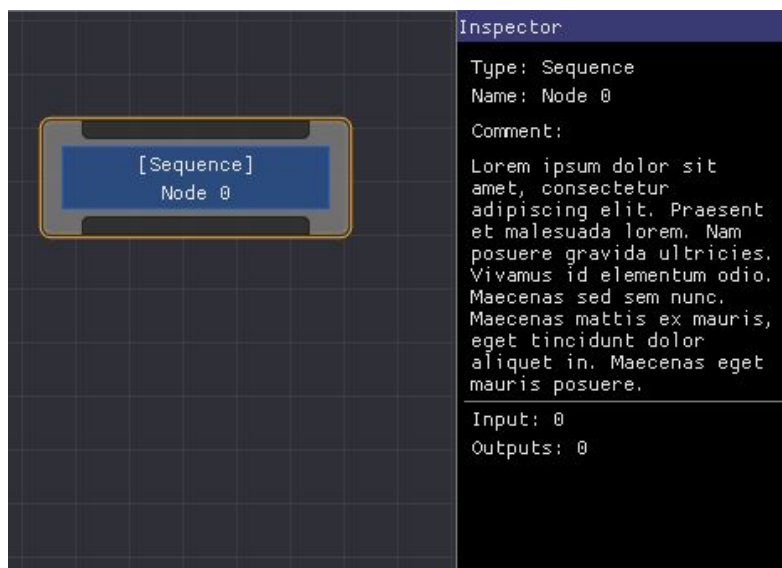 [Sequence]
Node 0
Inspector
Type: Sequence
Name: Node 0
Comment:
Lorem ipsum dolor sit
amet, consectetur
adipiscing elit. Praesent
et malesuada lorem. Nam
posuere gravida ultricies.
Vivamus id elementum odio.
Maecenas sed sem nunc.
Maecenas mattis ex mauris,
eget tincidunt dolor
aliquet in. Maecenas eget
mauris posuere.
Input: 0
Outputs: 0